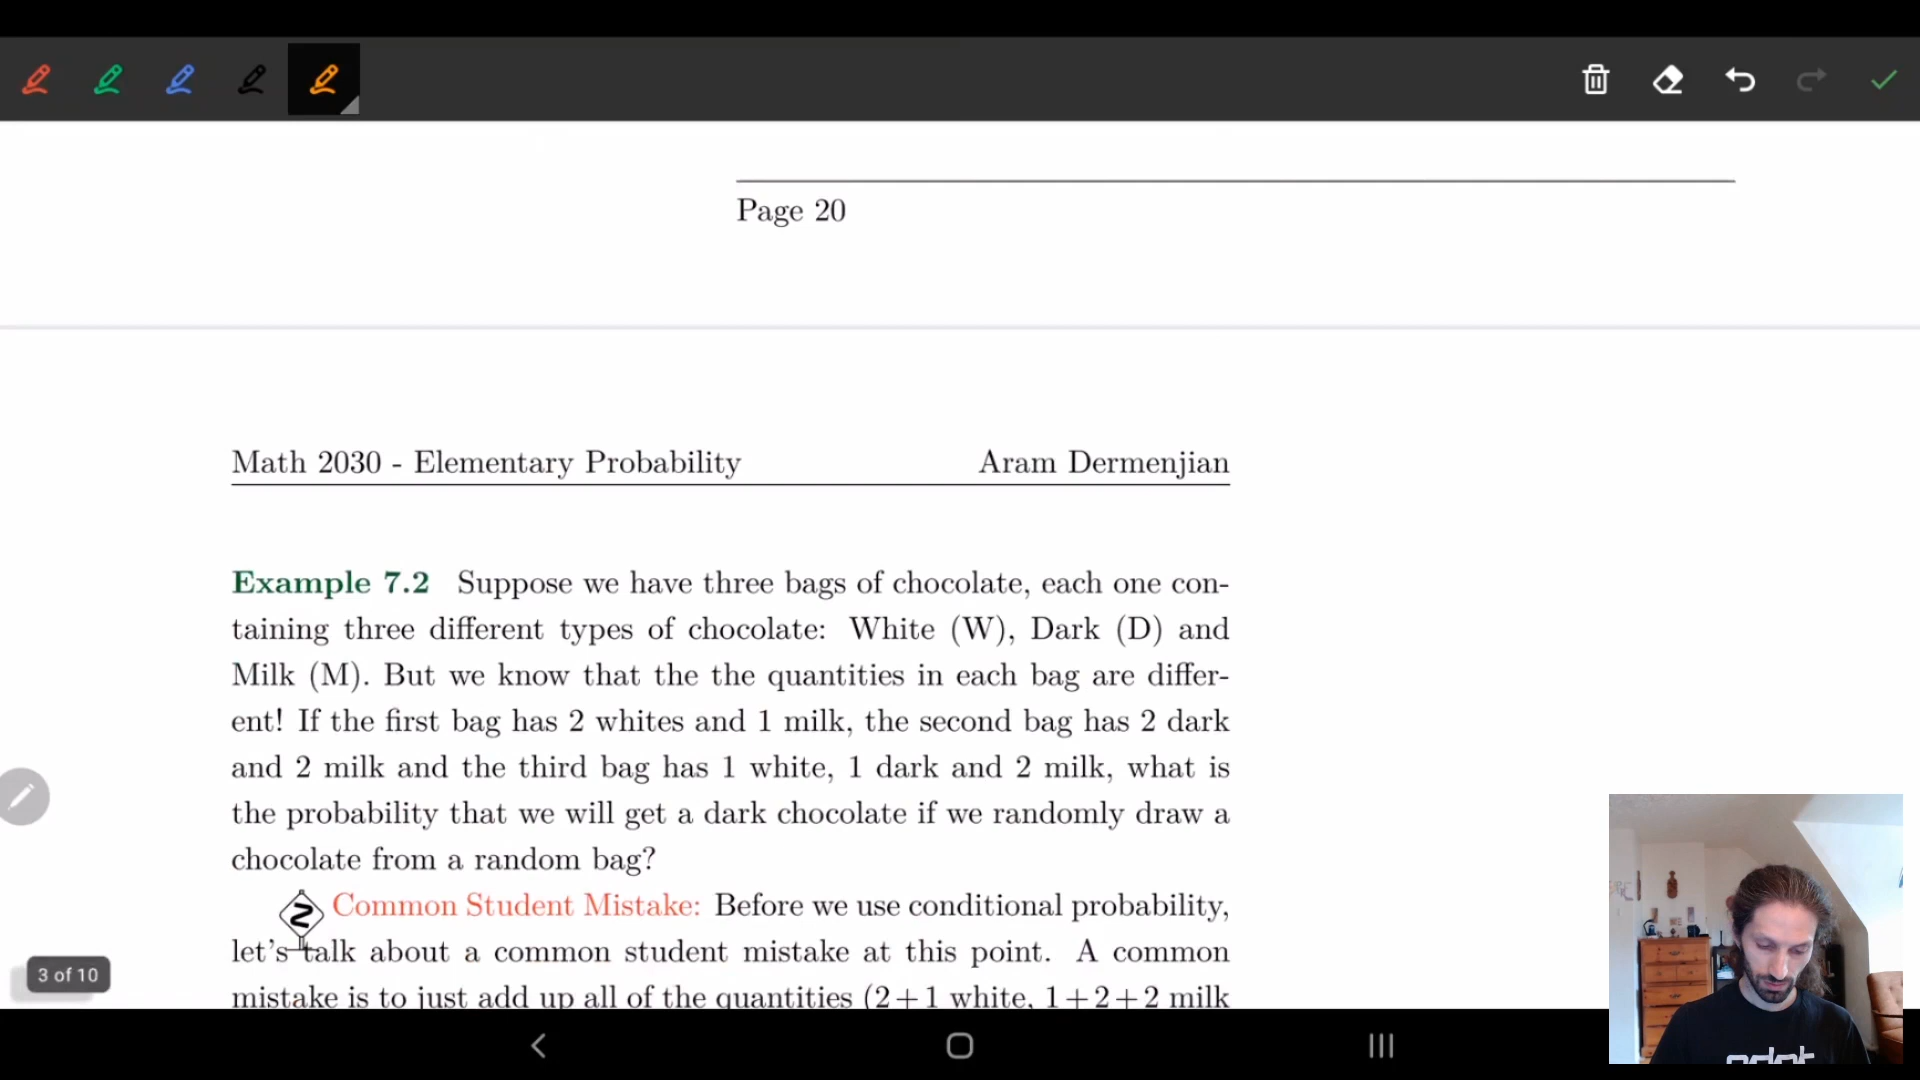 Page 20
Math 2030 - Elementary Probability Aram Dermenjian
Example 7.2 Suppose we have three bags of chocolate, each one con-
taining three different types of chocolate: White (W), Dark (D) and
Milk (M). But we know that the the quantities in each bag are differ-
ent! If the first bag has 2 whites and 1 milk, the second bag has 2 dark
and 2 milk and the third bag has 1 white, 1 dark and 2 milk, what is
the probability that we will get a dark chocolate if we randomly draw a
chocolate from a random bag?
Common Student Mistake: Before we use conditional probability,
let's talk about a common student mistake at this point. A common
mistake is to just add up all of the quantities (2+1 white, 1+2+2 milk
3 of 10